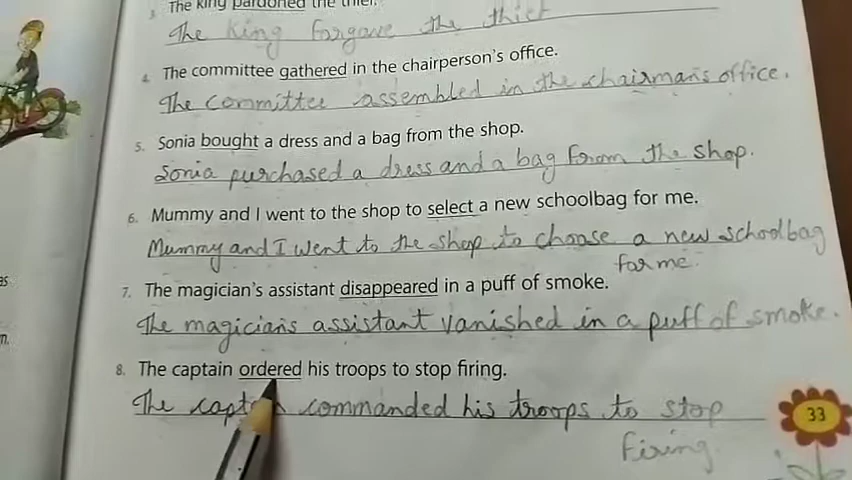 3. The king pardoned the thief.
The king forgave the thief
4. The committee gathered in the chairperson's office.
The committee assembled in the chairman's office.
5. Sonia bought a dress and a bag from the shop.
Sonia purchased a dress and a bag from the shop.
6. Mummy and I went to the shop to select a new schoolbag for me.
Mummy and I went to the shop to choose a new schoolbag
for me.
7. The magician's assistant disappeared in a puff of smoke.
The magician's assistant vanished in a puff of smoke.
8. The captain ordered his troops to stop firing.
The captain commanded his troops to stop
firing.
33